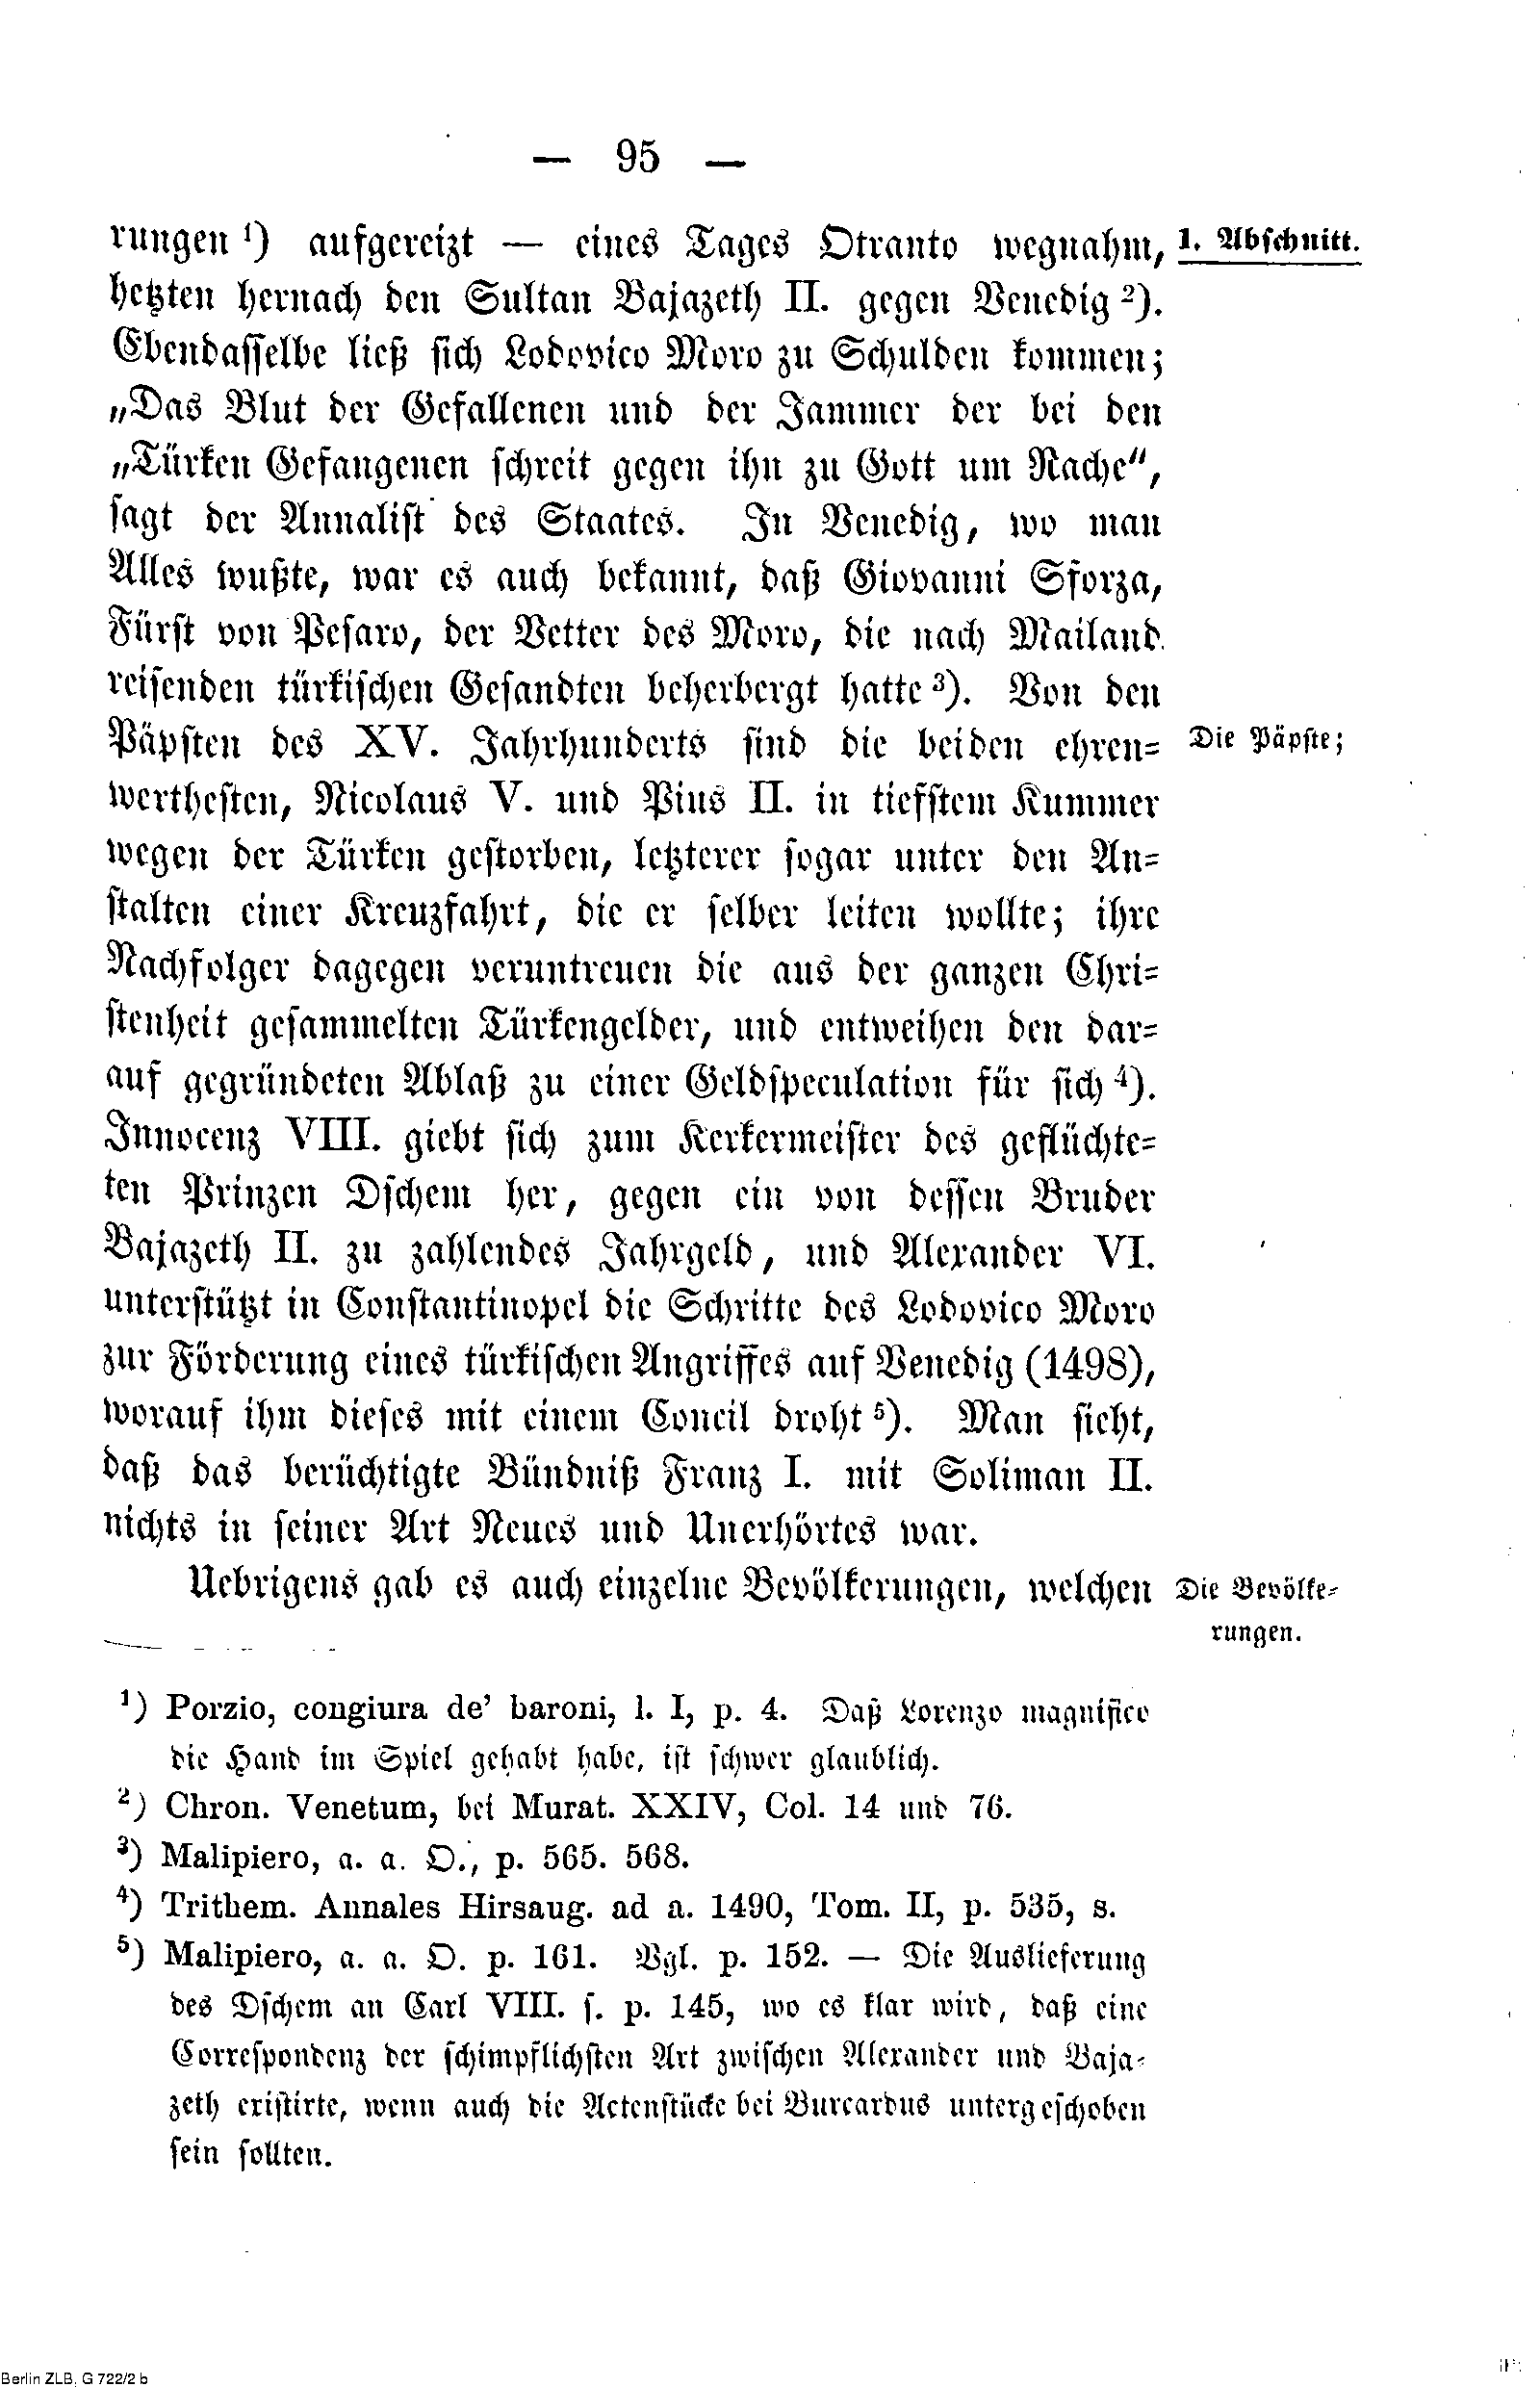 — 95 —
rungen ¹) aufgereizt — eines Tages Otranto wegnahm,
1. Abschnitt.
hetzten hernach den Sultan Bajazeth II. gegen Venedig ²).
Ebendasselbe ließ sich Lodovico Moro zu Schulden kommen;
„Das Blut der Gefallenen und der Jammer der bei den
„Türken Gefangenen schreit gegen ihn zu Gott um Rache“,
sagt der Annalist des Staates. In Venedig, wo man
Alles wußte, war es auch bekannt, daß Giovanni Sforza,
Fürst von Pesaro, der Vetter des Moro, die nach Mailand
reisenden türkischen Gesandten beherbergt hatte ³). Von den
Päpsten des XV. Jahrhunderts sind die beiden ehren-
Die Päpste;
werthesten, Nicolaus V. und Pius II. in tiefstem Kummer
wegen der Türken gestorben, letzterer sogar unter den An-
stalten einer Kreuzfahrt, die er selber leiten wollte; ihre
Nachfolger dagegen veruntreuen die aus der ganzen Chri-
stenheit gesammelten Türkengelder, und entweihen den dar-
auf gegründeten Ablaß zu einer Geldspeculation für sich ⁴).
Innocenz VIII. giebt sich zum Kerkermeister des geflüchte-
ten Prinzen Dschem her, gegen ein von dessen Bruder
Bajazeth II. zu zahlendes Jahrgeld, und Alexander VI.
unterstützt in Constantinopel die Schritte des Lodovico Moro
zur Förderung eines türkischen Angriffes auf Venedig (1498),
worauf ihm dieses mit einem Concil droht ⁵). Man sieht,
daß das berüchtigte Bündniß Franz I. mit Soliman II.
nichts in seiner Art Neues und Unerhörtes war.
Uebrigens gab es auch einzelne Bevölkerungen, welchen
Die Bevölke-
rungen.
¹) Porzio, congiura de' baroni, l. I, p. 4. Daß Lorenzo magnifico
die Hand im Spiel gehabt habe, ist schwer glaublich.
²) Chron. Venetum, bei Murat. XXIV, Col. 14 und 76.
³) Malipiero, a. a. O., p. 565. 568.
⁴) Trithem. Annales Hirsaug. ad a. 1490, Tom. II, p. 535, s.
⁵) Malipiero, a. a. O. p. 161. Vgl. p. 152. — Die Auslieferung
des Dschem an Carl VIII. s. p. 145, wo es klar wird, daß eine
Correspondenz der schimpflichsten Art zwischen Alexander und Baja-
zeth existirte, wenn auch die Actenstücke bei Burcardus untergeschoben
sein sollten.
Berlin ZLB, G 722/2 b